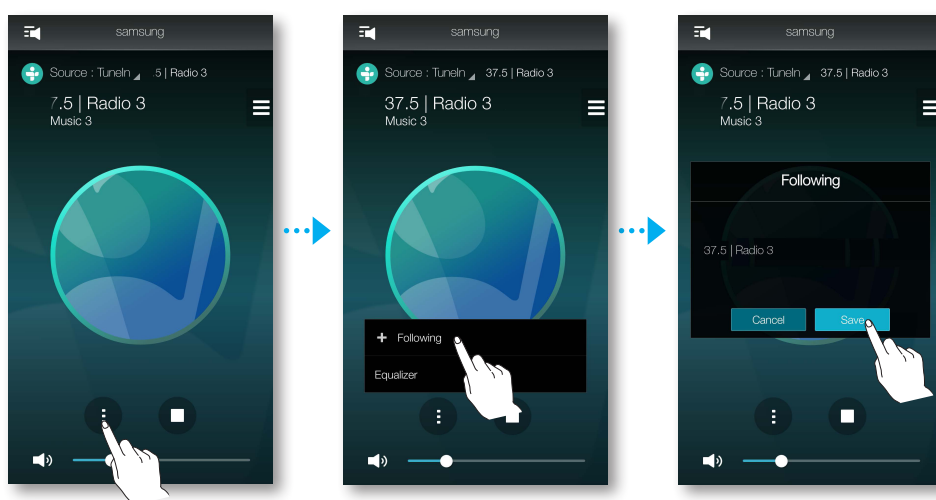 samsung
Source : TuneIn .5 | Radio 3
7.5 | Radio 3
Music 3
samsung
Source : TuneIn 37.5 | Radio 3
37.5 | Radio 3
Music 3
+ Following
Equalizer
samsung
Source : TuneIn 37.5 | Radio 3
7.5 | Radio 3
Music 3
Following
37.5 | Radio 3
Cancel Save